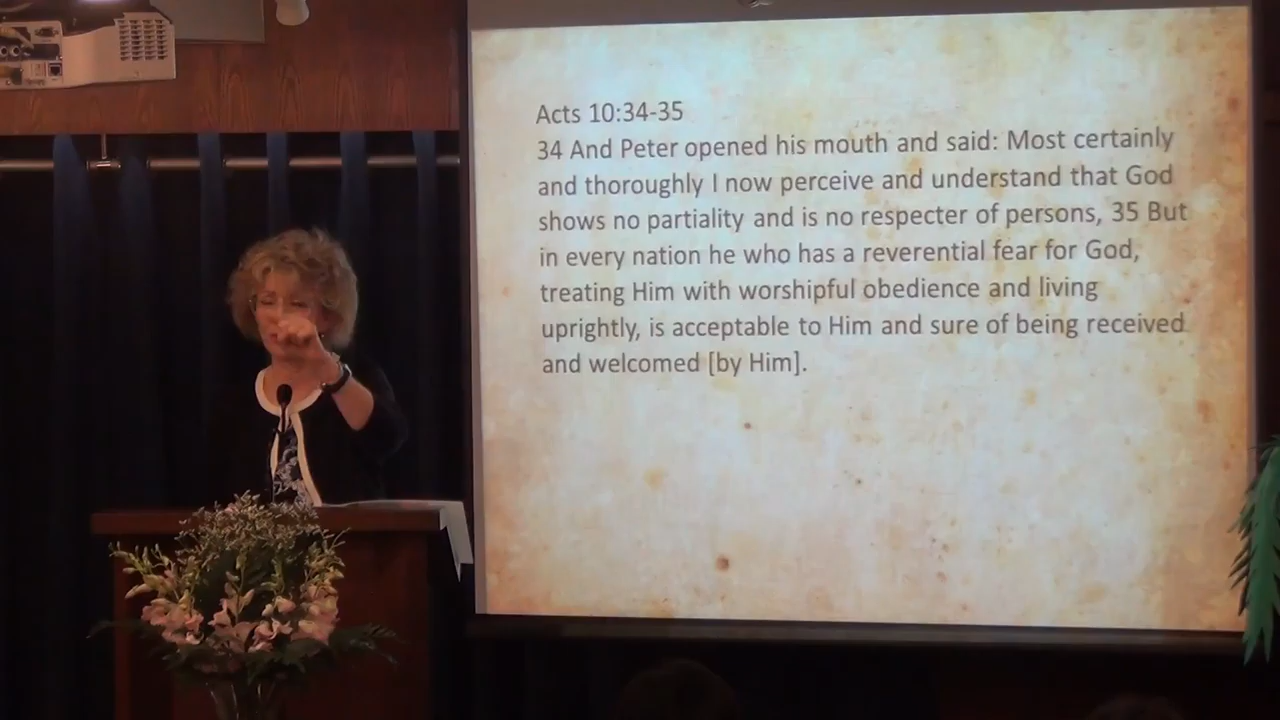 Acts 10:34-35
34 And Peter opened his mouth and said: Most certainly
and thoroughly I now perceive and understand that God
shows no partiality and is no respecter of persons, 35 But
in every nation he who has a reverential fear for God,
treating Him with worshipful obedience and living
uprightly, is acceptable to Him and sure of being received
and welcomed [by Him].